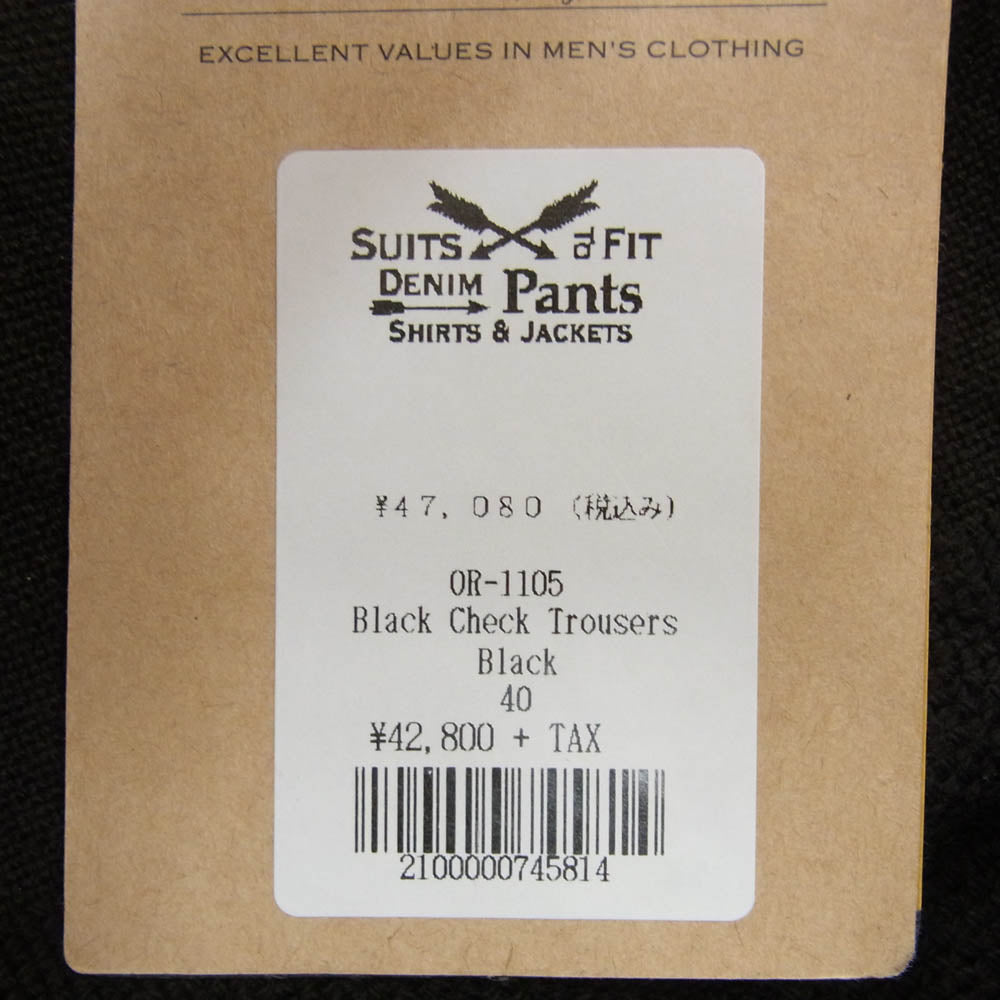 EXCELLENT VALUES IN MEN'S CLOTHING
SUITS TO FIT
DENIM Pants
SHIRTS & JACKETS
¥47,080 (税込み)
OR-1105
Black Check Trousers
Black
40
¥42,800 + TAX
2100000745814